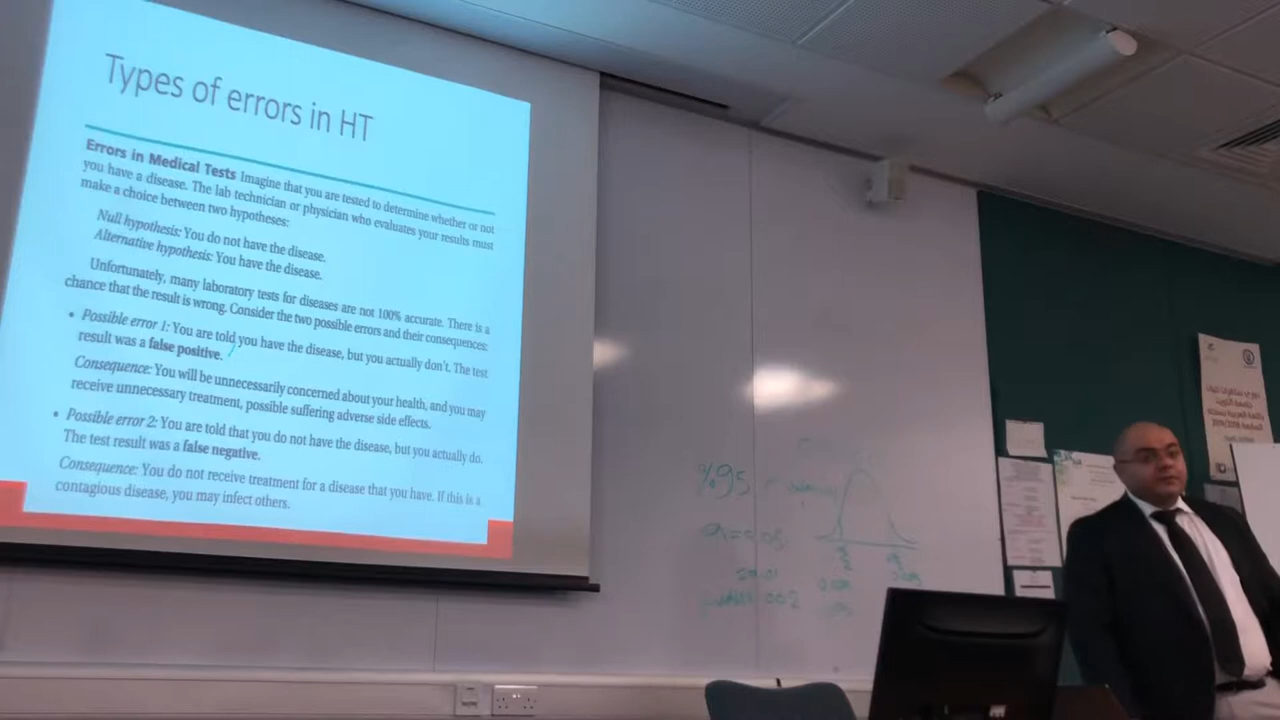 Types of errors in HT
Errors in Medical Tests Imagine that you are tested to determine whether or not
you have a disease. The lab technician or physician who evaluates your results must
make a choice between two hypotheses:
Null hypothesis: You do not have the disease.
Alternative hypothesis: You have the disease.
Unfortunately, many laboratory tests for diseases are not 100% accurate. There is a
chance that the result is wrong. Consider the two possible errors and their consequences:
• Possible error 1: You are told you have the disease, but you actually don't. The test
result was a false positive.
Consequence: You will be unnecessarily concerned about your health, and you may
receive unnecessary treatment, possible suffering adverse side effects.
• Possible error 2: You are told that you do not have the disease, but you actually do.
The test result was a false negative.
Consequence: You do not receive treatment for a disease that you have. If this is a
contagious disease, you may infect others.
%95